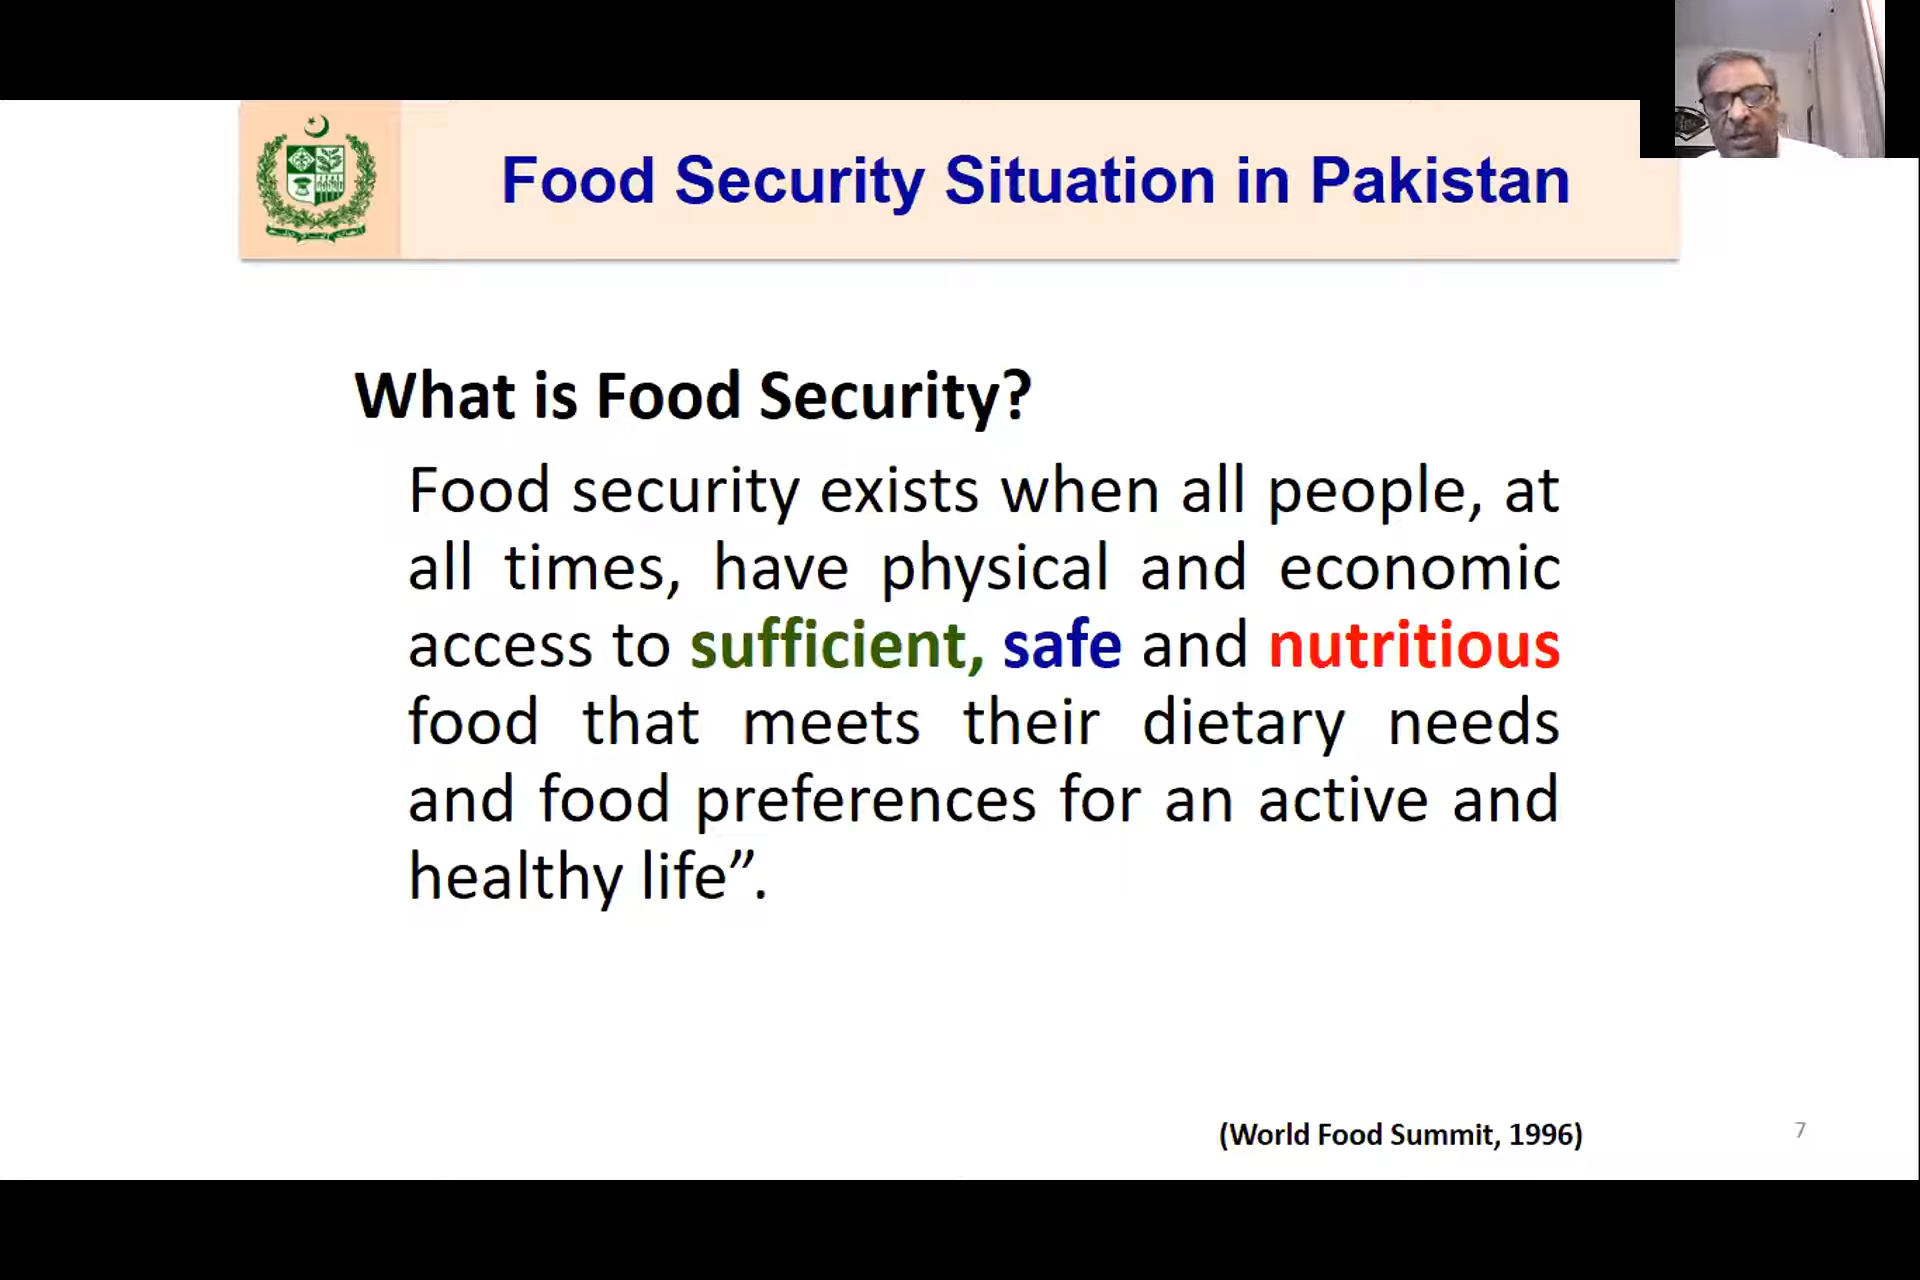 Food Security Situation in Pakistan
What is Food Security?
Food security exists when all people, at
all times, have physical and economic
access to sufficient, safe and nutritious
food that meets their dietary needs
and food preferences for an active and
healthy life”.
(World Food Summit, 1996)
7